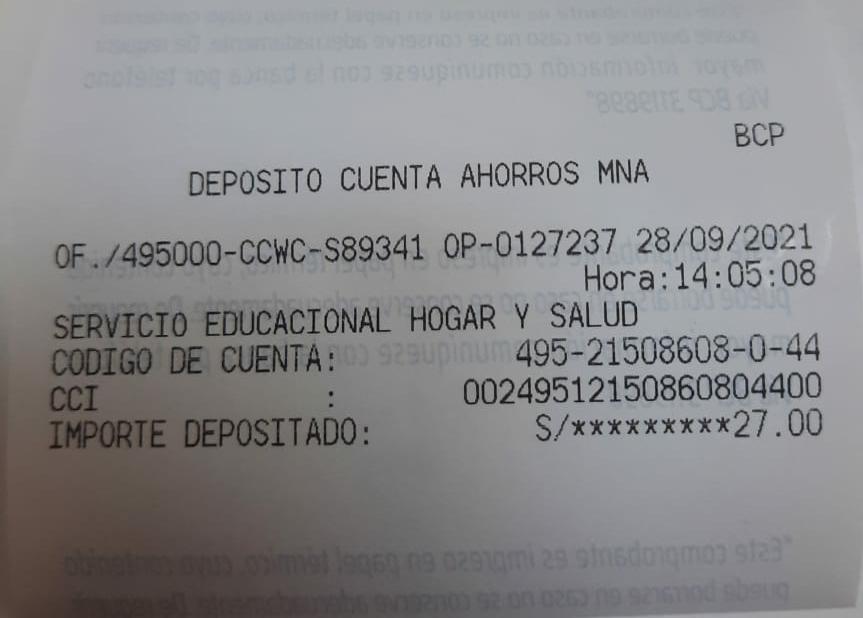 BCP
DEPOSITO CUENTA AHORROS MNA
OF./495000-CCWC-S89341 OP-0127237 28/09/2021
Hora:14:05:08
SERVICIO EDUCACIONAL HOGAR Y SALUD
CODIGO DE CUENTA: 495-21508608-0-44
CCI : 00249512150860804400
IMPORTE DEPOSITADO: S/*********27.00